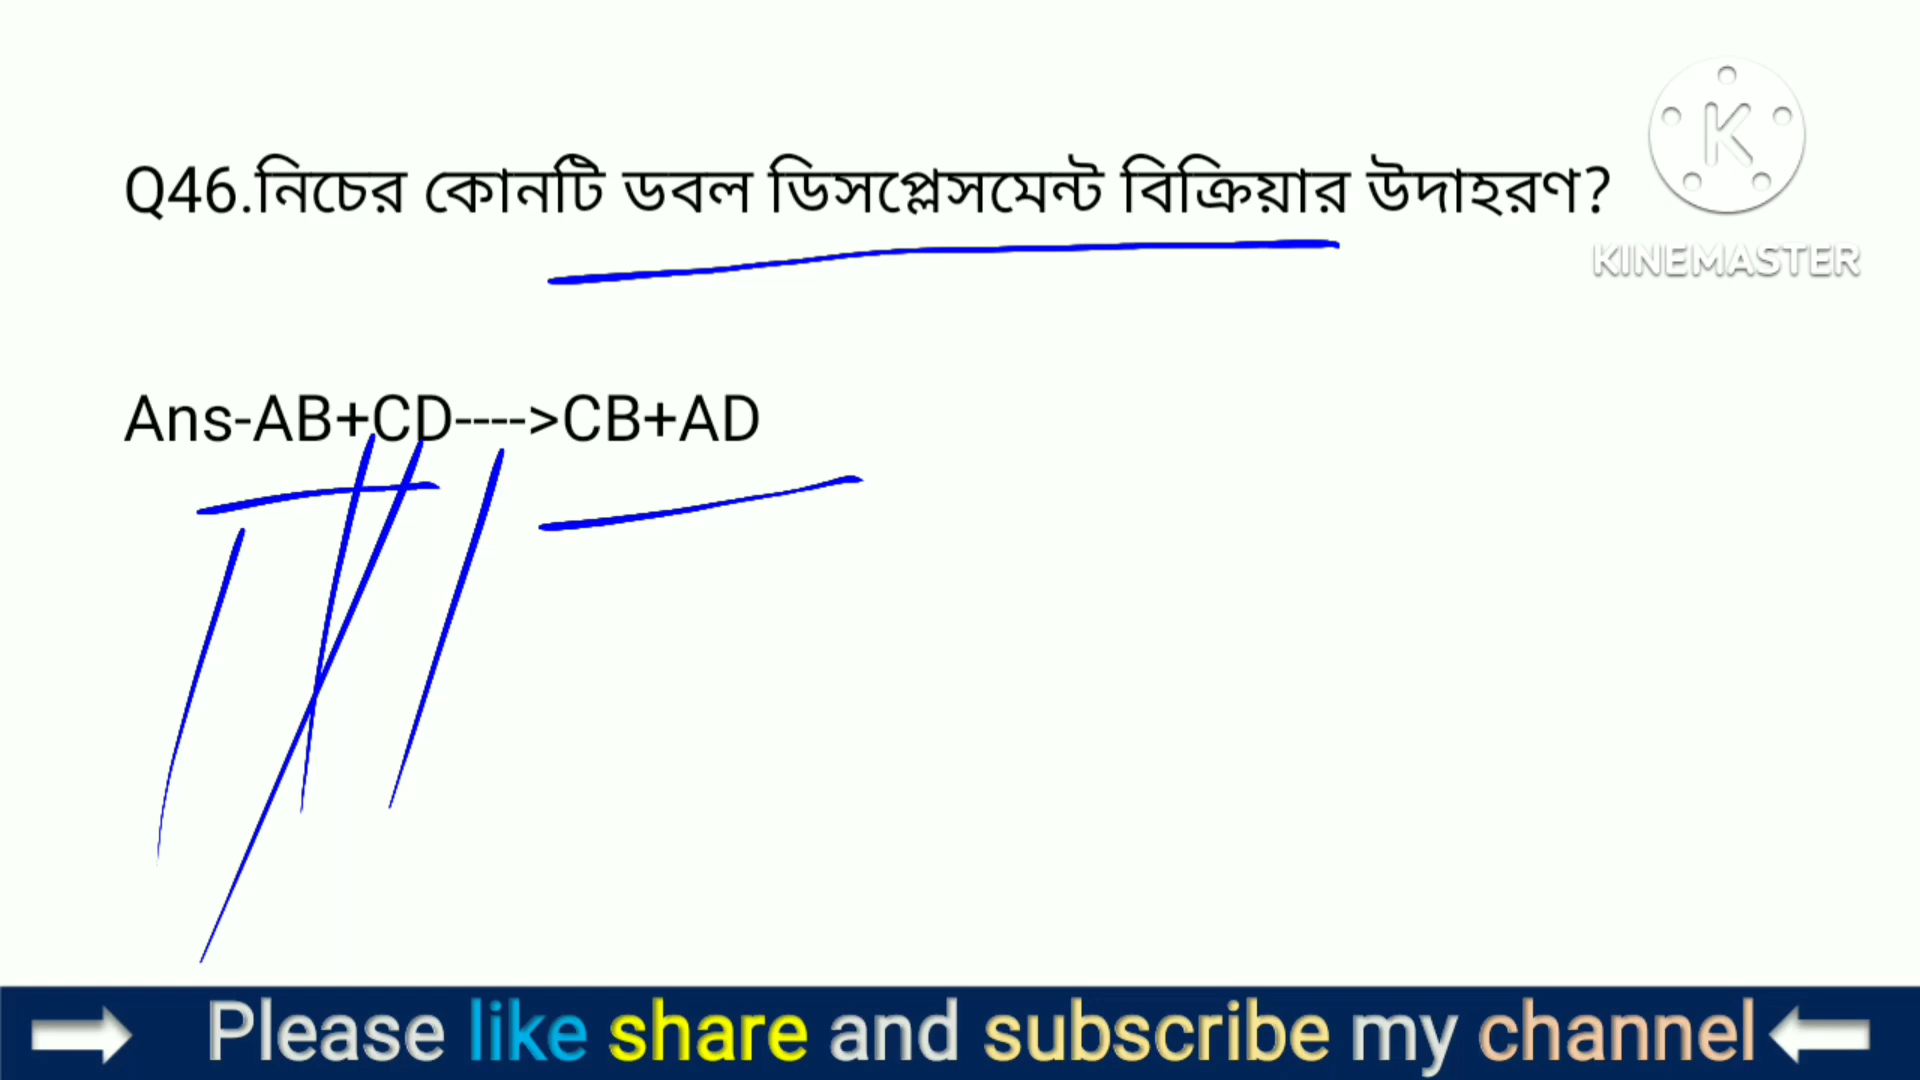 Q46.নিচের কোনটি ডবল ডিসপ্লেসমেন্ট বিক্রিয়ার উদাহরণ?
K
KINEMASTER
Ans-AB+CD---->CB+AD
Please like share and subscribe my channel